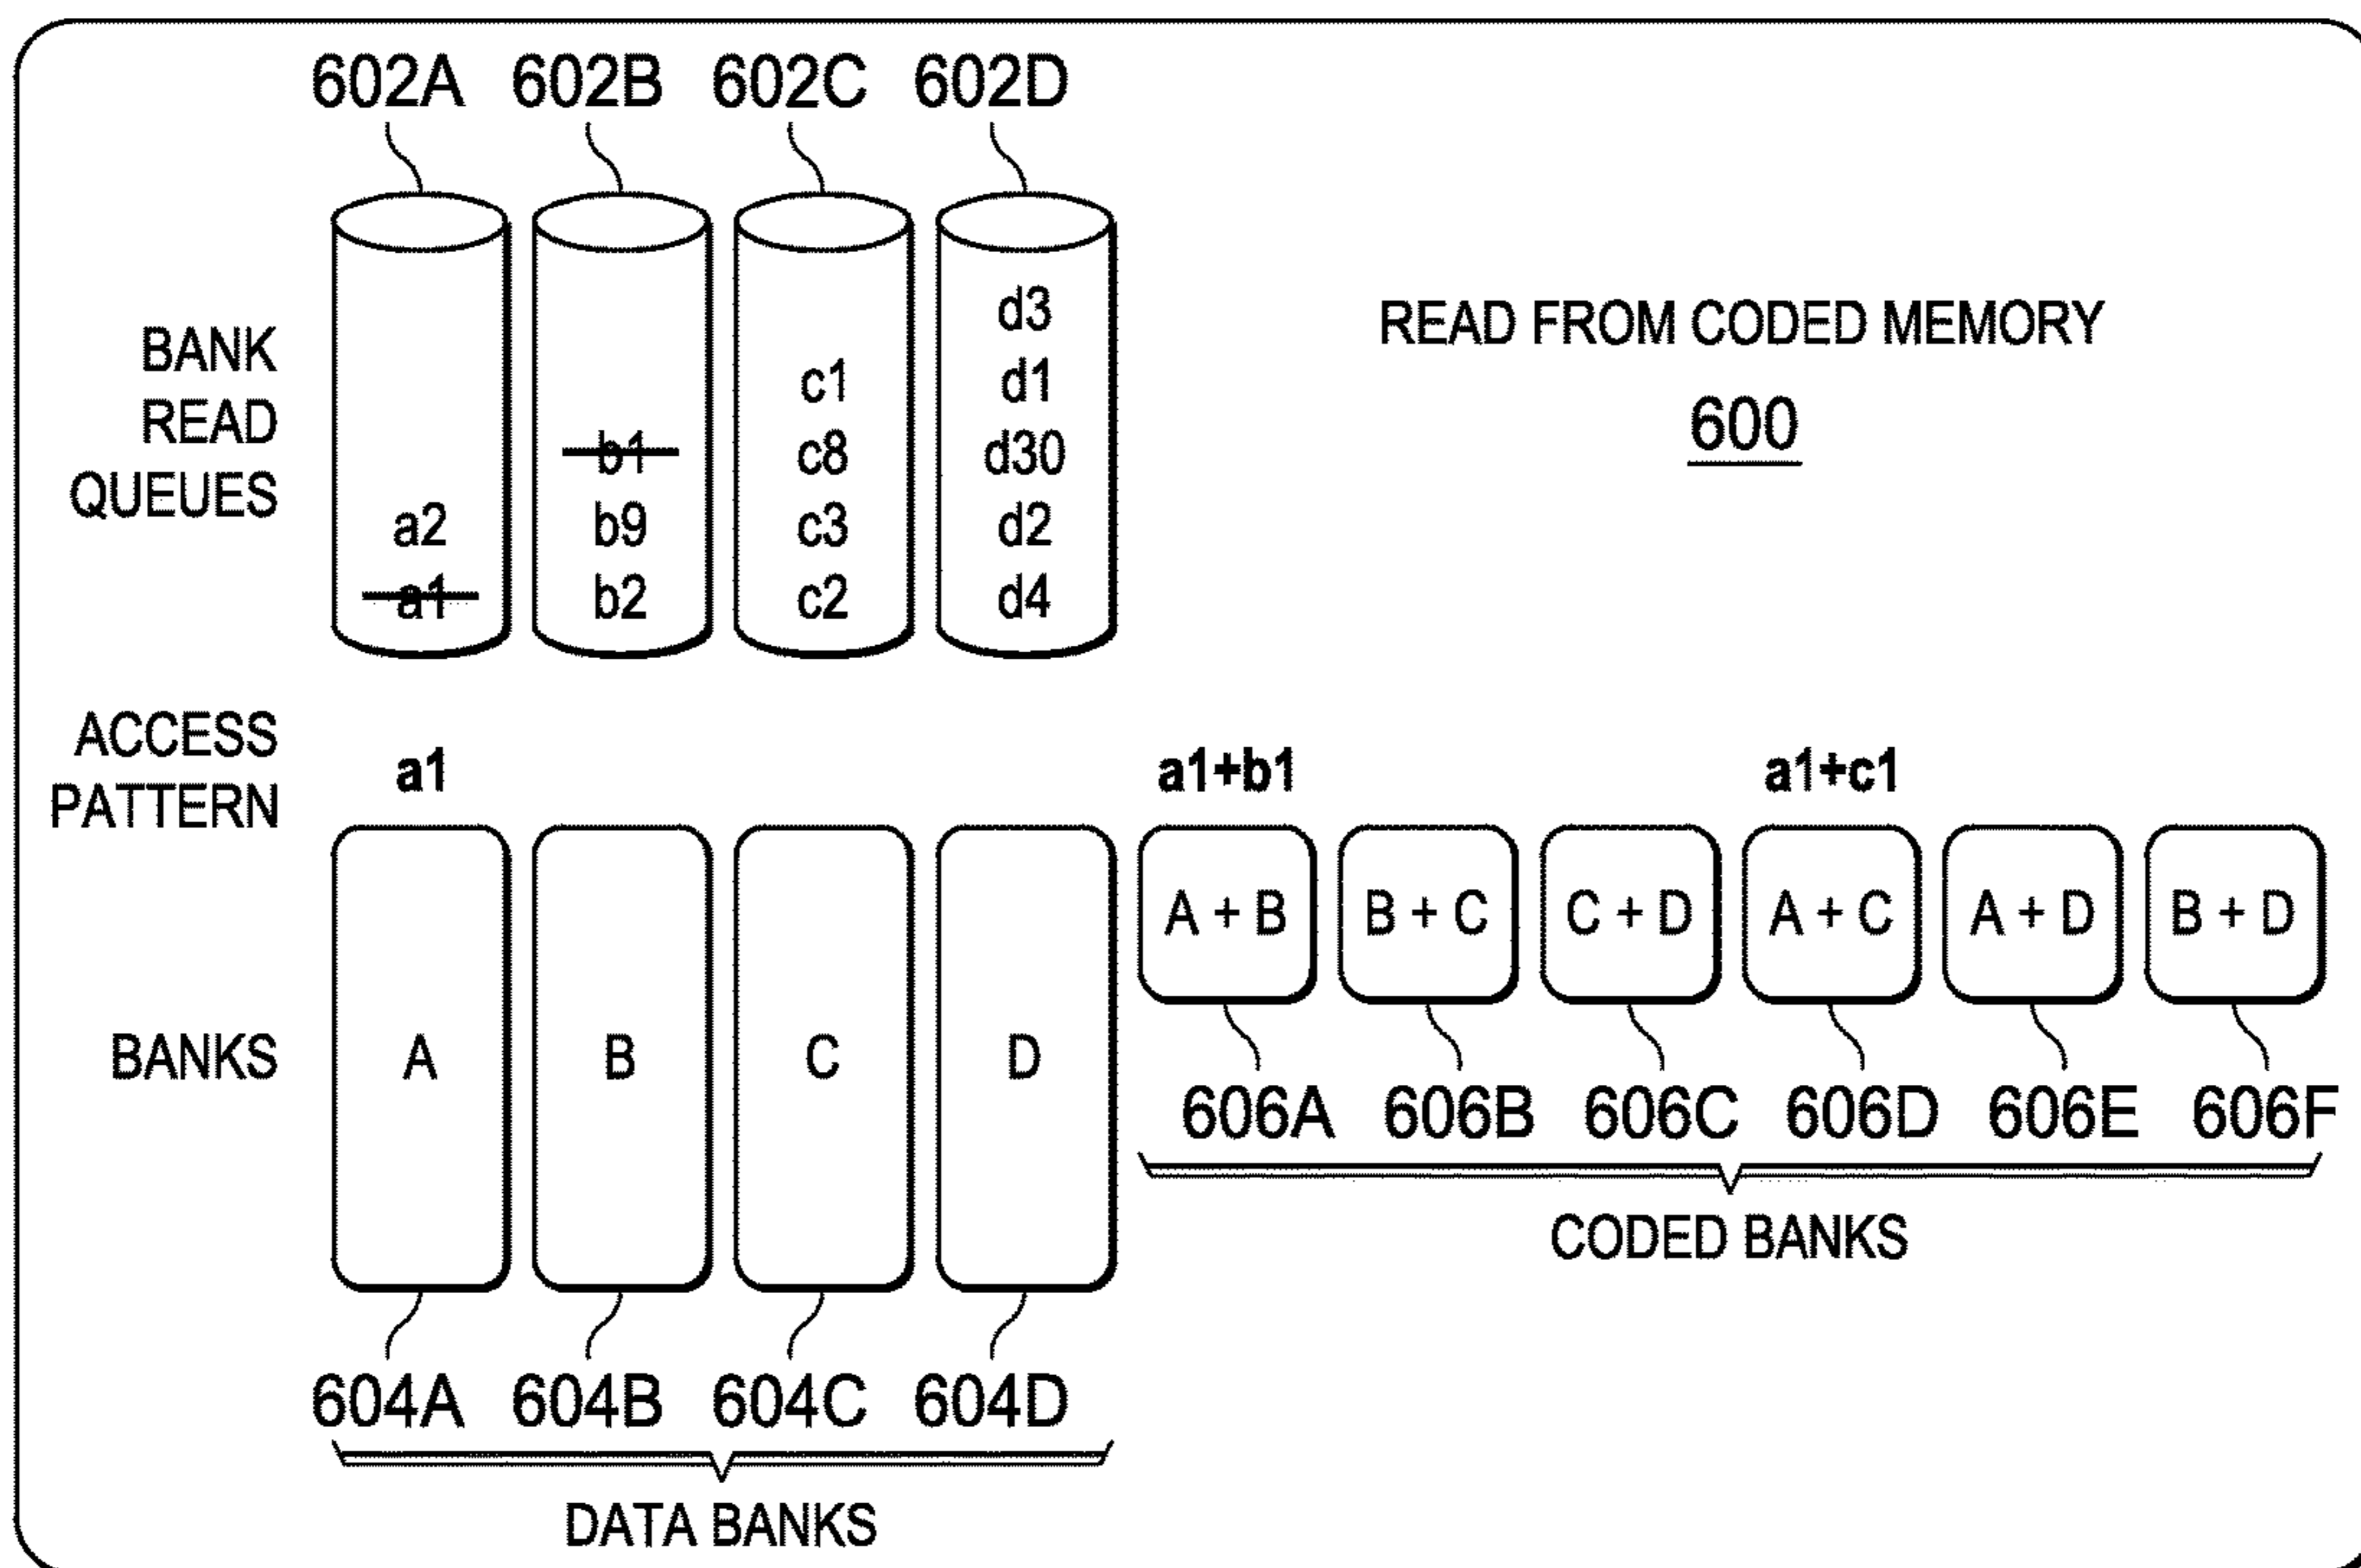 602A 602B 602C 602D
BANK
READ
QUEUES
d3
c1 d1
b1 c8 d30
a2 b9 c3 d2
a1 b2 c2 d4
READ FROM CODED MEMORY
600
ACCESS
PATTERN
a1 a1+b1 a1+c1
A + B B + C C + D A + C A + D B + D
BANKS A B C D
606A 606B 606C 606D 606E 606F
CODED BANKS
604A 604B 604C 604D
DATA BANKS